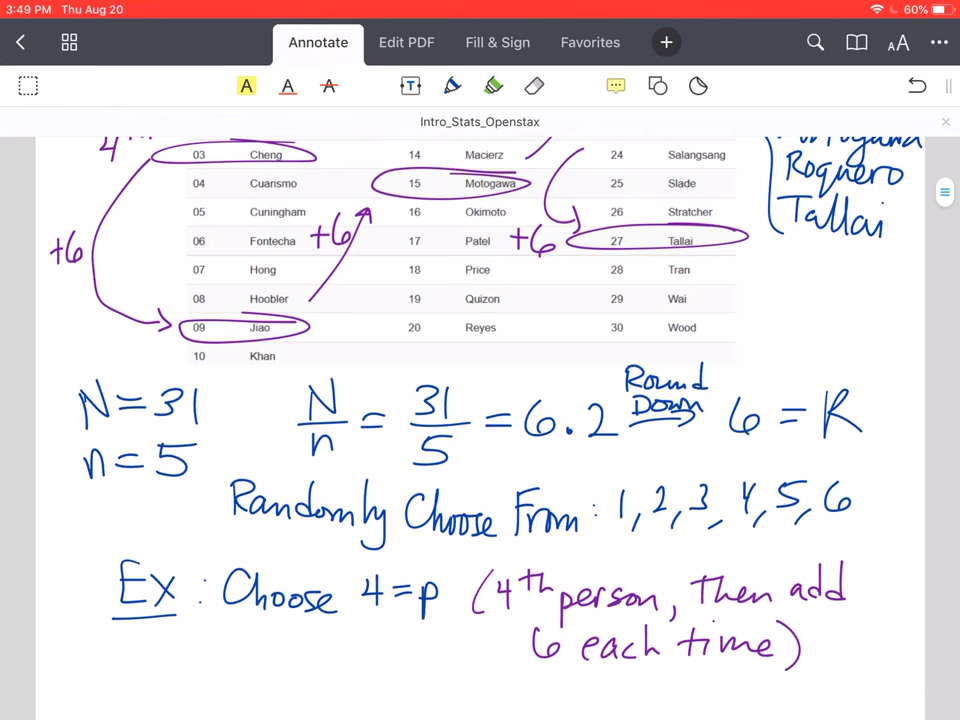 3:49 PM Thu Aug 20 60%
Annotate Edit PDF Fill & Sign Favorites
A A A T AA
Intro_Stats_Openstax
03 Cheng 14 Macierz 24 Salangsang
04 Cuarismo 15 Motogawa 25 Slade
05 Cuningham 16 Okimoto 26 Stratcher
06 Fontecha 17 Patel 27 Tallai
07 Hong 18 Price 28 Tran
08 Hoobler 19 Quizon 29 Wai
09 Jiao 20 Reyes 30 Wood
10 Khan
+6 +6 +6
Roquero
Tallai
N=31
n=5
N/n = 31/5 = 6.2 Round Down 6 = R
Randomly Choose From: 1, 2, 3, 4, 5, 6
Ex: Choose 4=p (4th person, then add
6 each time)